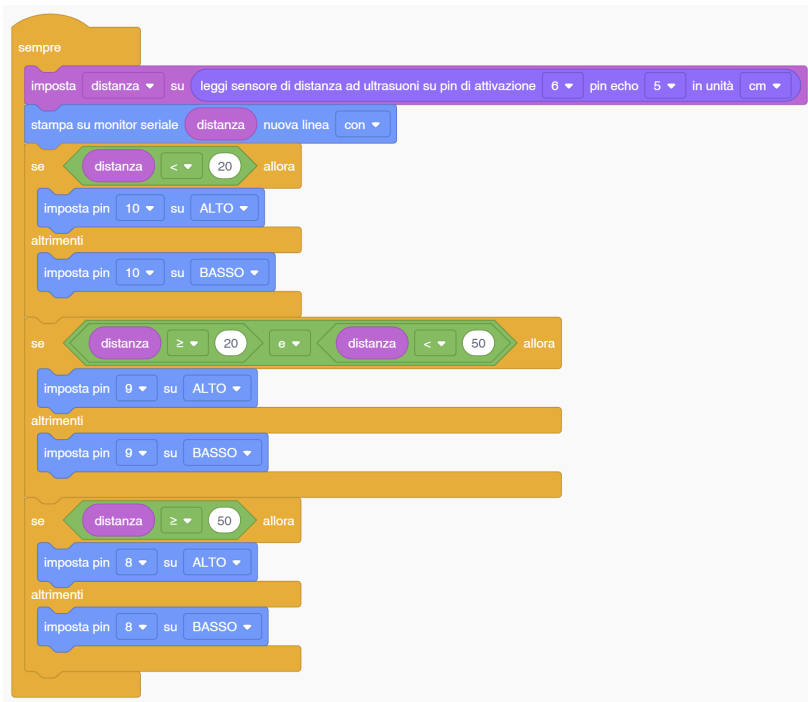 sempre
imposta distanza su leggi sensore di distanza ad ultrasuoni su pin di attivazione 6 pin echo 5 in unità cm
stampa su monitor seriale distanza nuova linea con
se distanza < 20 allora
imposta pin 10 su ALTO
altrimenti
imposta pin 10 su BASSO
se distanza ≥ 20 e distanza < 50 allora
imposta pin 9 su ALTO
altrimenti
imposta pin 9 su BASSO
se distanza ≥ 50 allora
imposta pin 8 su ALTO
altrimenti
imposta pin 8 su BASSO